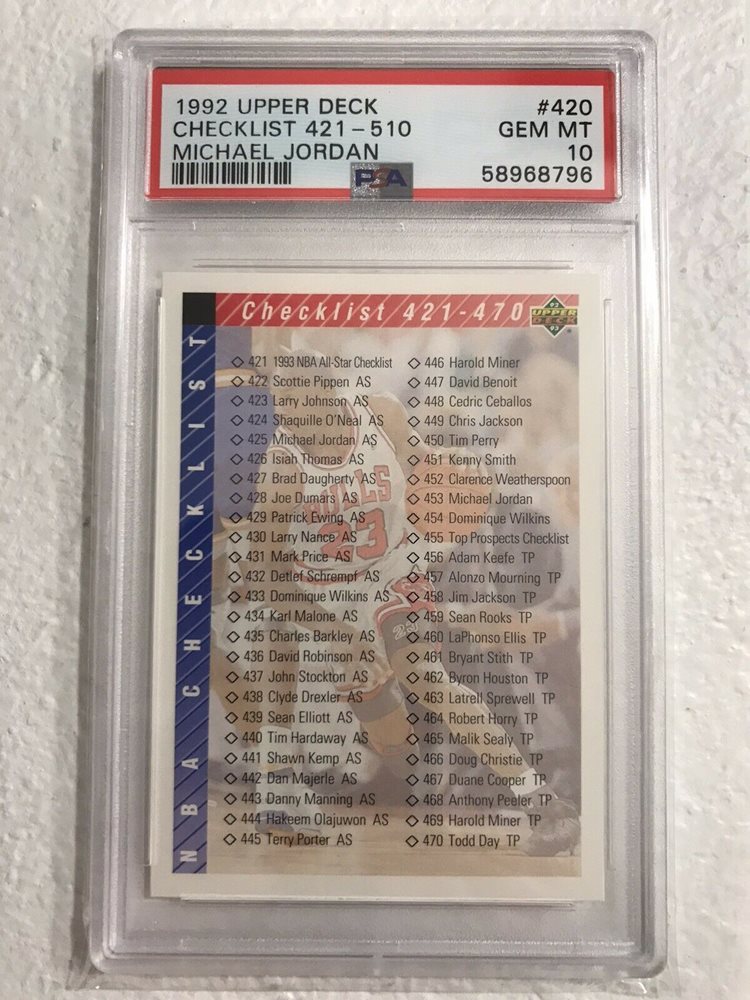 1992 UPPER DECK #420
CHECKLIST 421-510 GEM MT
MICHAEL JORDAN 10
PSA 58968796
Checklist 421-470
92 UPPER DECK 93
NBA CHECKLIST
421 1993 NBA All-Star Checklist
422 Scottie Pippen AS
423 Larry Johnson AS
424 Shaquille O'Neal AS
425 Michael Jordan AS
426 Isiah Thomas AS
427 Brad Daugherty AS
428 Joe Dumars AS
429 Patrick Ewing AS
430 Larry Nance AS
431 Mark Price AS
432 Detlef Schrempf AS
433 Dominique Wilkins AS
434 Karl Malone AS
435 Charles Barkley AS
436 David Robinson AS
437 John Stockton AS
438 Clyde Drexler AS
439 Sean Elliott AS
440 Tim Hardaway AS
441 Shawn Kemp AS
442 Dan Majerle AS
443 Danny Manning AS
444 Hakeem Olajuwon AS
445 Terry Porter AS
446 Harold Miner
447 David Benoit
448 Cedric Ceballos
449 Chris Jackson
450 Tim Perry
451 Kenny Smith
452 Clarence Weatherspoon
453 Michael Jordan
454 Dominique Wilkins
455 Top Prospects Checklist
456 Adam Keefe TP
457 Alonzo Mourning TP
458 Jim Jackson TP
459 Sean Rooks TP
460 LaPhonso Ellis TP
461 Bryant Stith TP
462 Byron Houston TP
463 Latrell Sprewell TP
464 Robert Horry TP
465 Malik Sealy TP
466 Doug Christie TP
467 Duane Cooper TP
468 Anthony Peeler TP
469 Harold Miner TP
470 Todd Day TP
BULLS
23
23